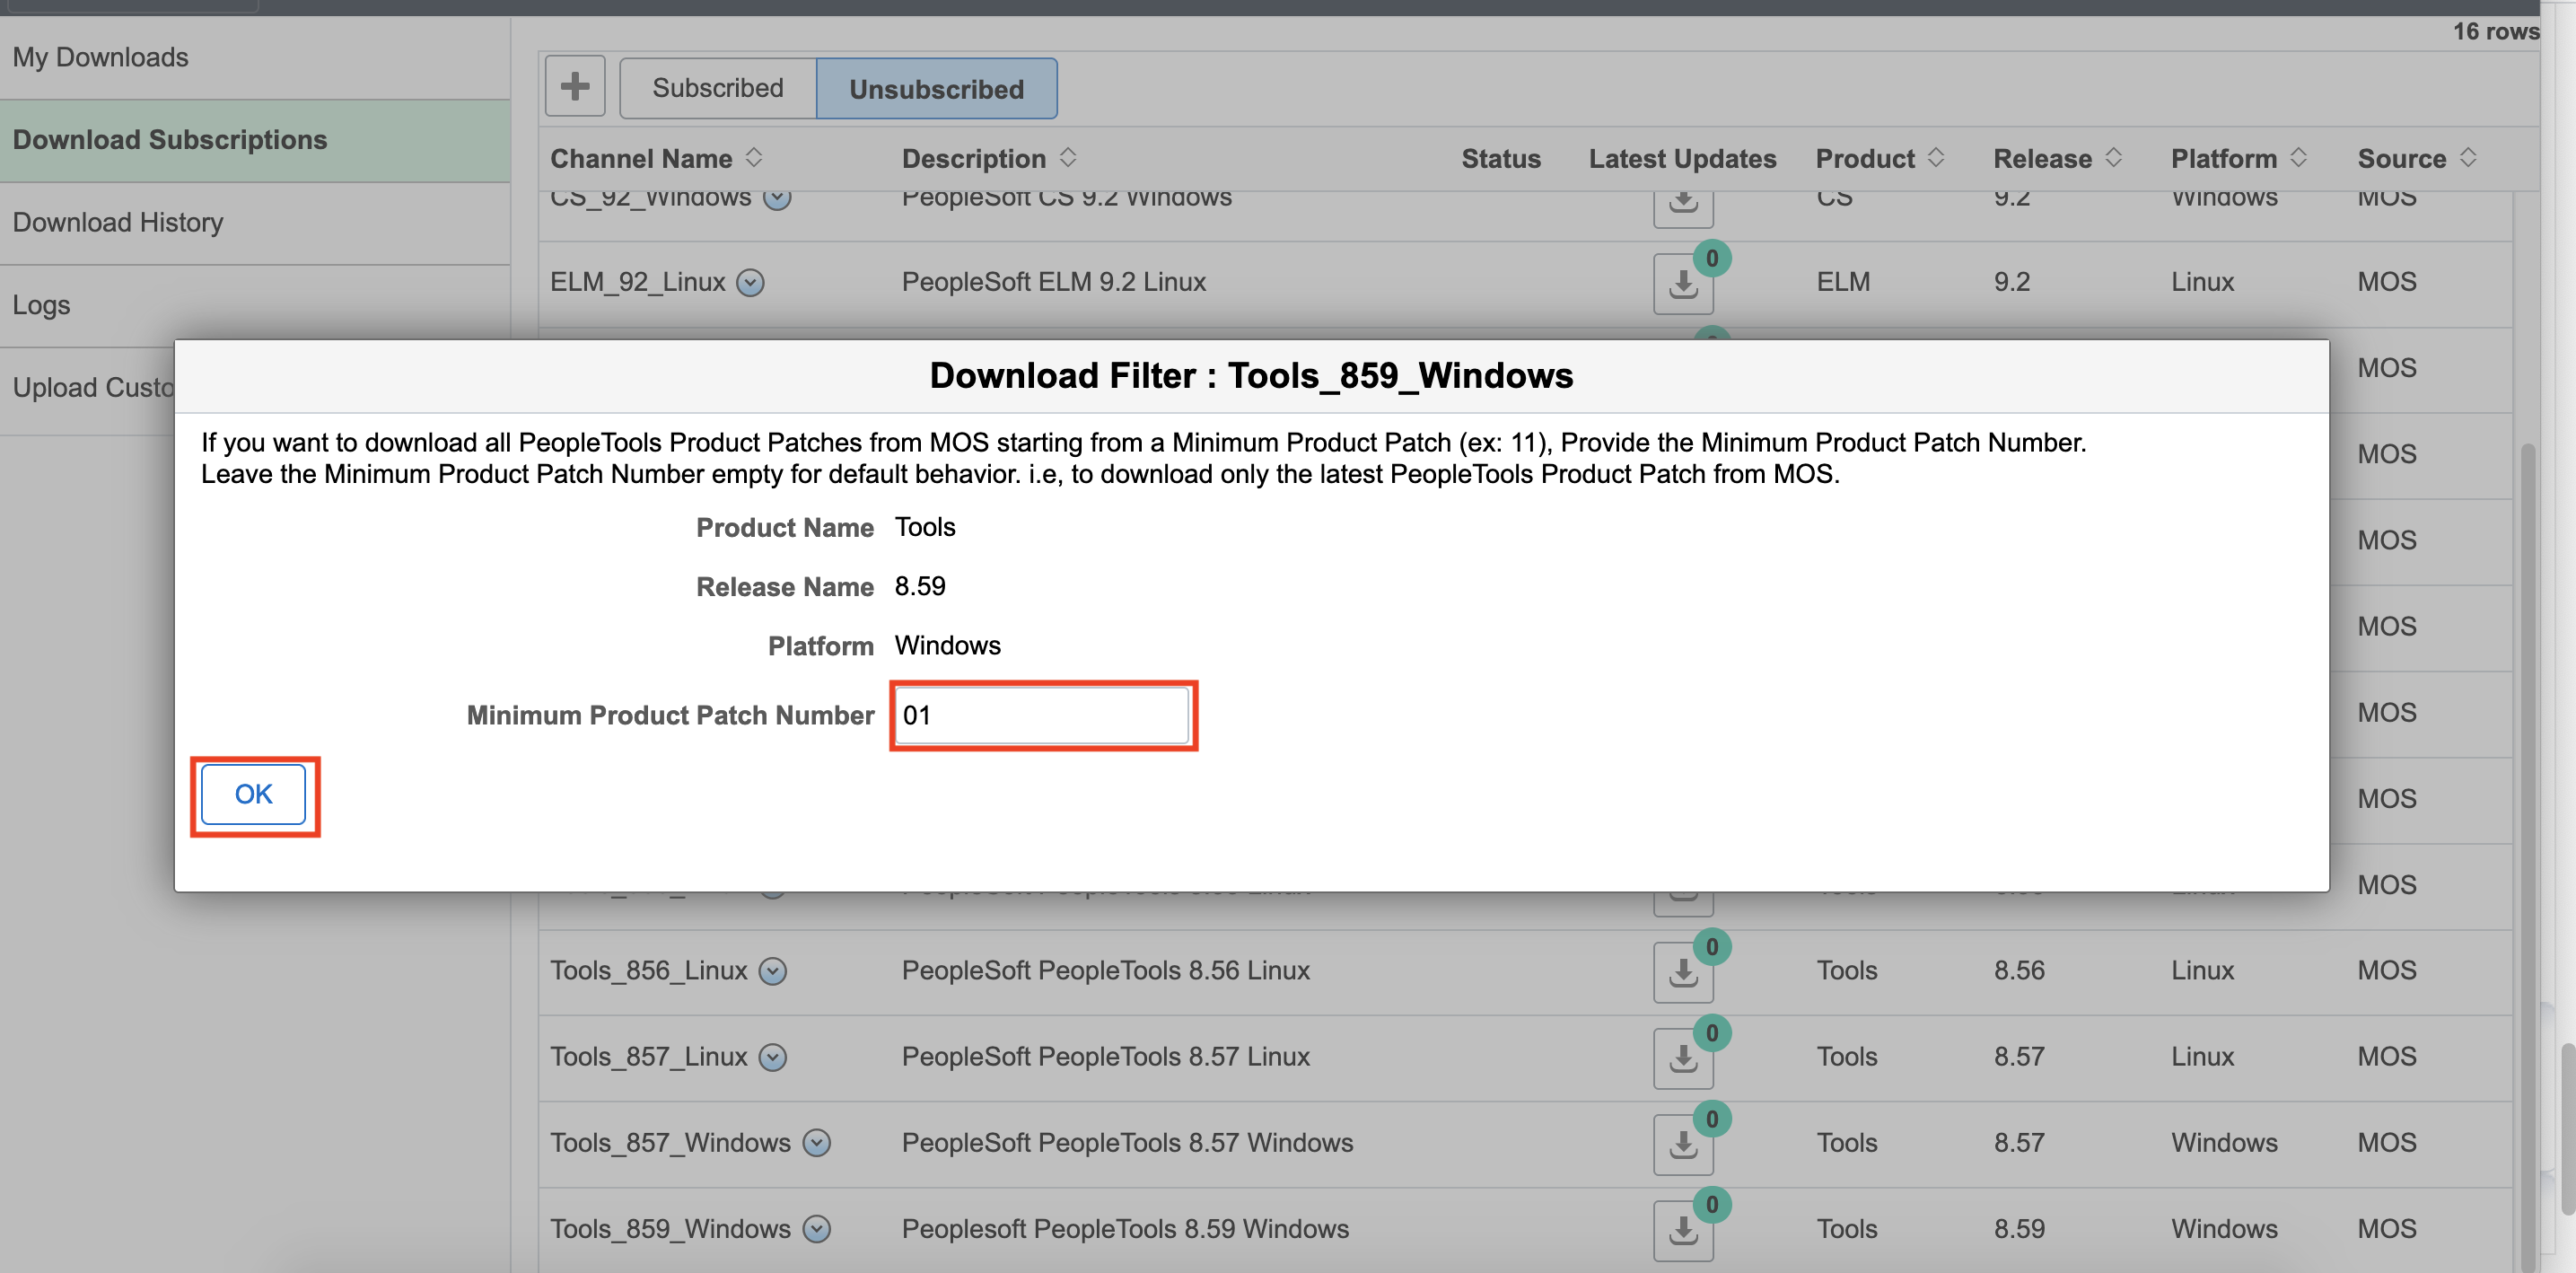 16 rows
My Downloads
Download Subscriptions
Download History
Logs
Upload Custo
Subscribed
Unsubscribed
Channel Name Description Status Latest Updates Product Release Platform Source
CS_92_Windows PeopleSoft CS 9.2 Windows CS 9.2 Windows MOS
ELM_92_Linux PeopleSoft ELM 9.2 Linux 0 ELM 9.2 Linux MOS
MOS
MOS
MOS
MOS
MOS
MOS
MOS
Download Filter : Tools_859_Windows
If you want to download all PeopleTools Product Patches from MOS starting from a Minimum Product Patch (ex: 11), Provide the Minimum Product Patch Number.
Leave the Minimum Product Patch Number empty for default behavior. i.e, to download only the latest PeopleTools Product Patch from MOS.
Product Name Tools
Release Name 8.59
Platform Windows
Minimum Product Patch Number 01
OK
Tools_856_Linux PeopleSoft PeopleTools 8.56 Linux 0 Tools 8.56 Linux MOS
Tools_857_Linux PeopleSoft PeopleTools 8.57 Linux 0 Tools 8.57 Linux MOS
Tools_857_Windows PeopleSoft PeopleTools 8.57 Windows 0 Tools 8.57 Windows MOS
Tools_859_Windows Peoplesoft PeopleTools 8.59 Windows 0 Tools 8.59 Windows MOS